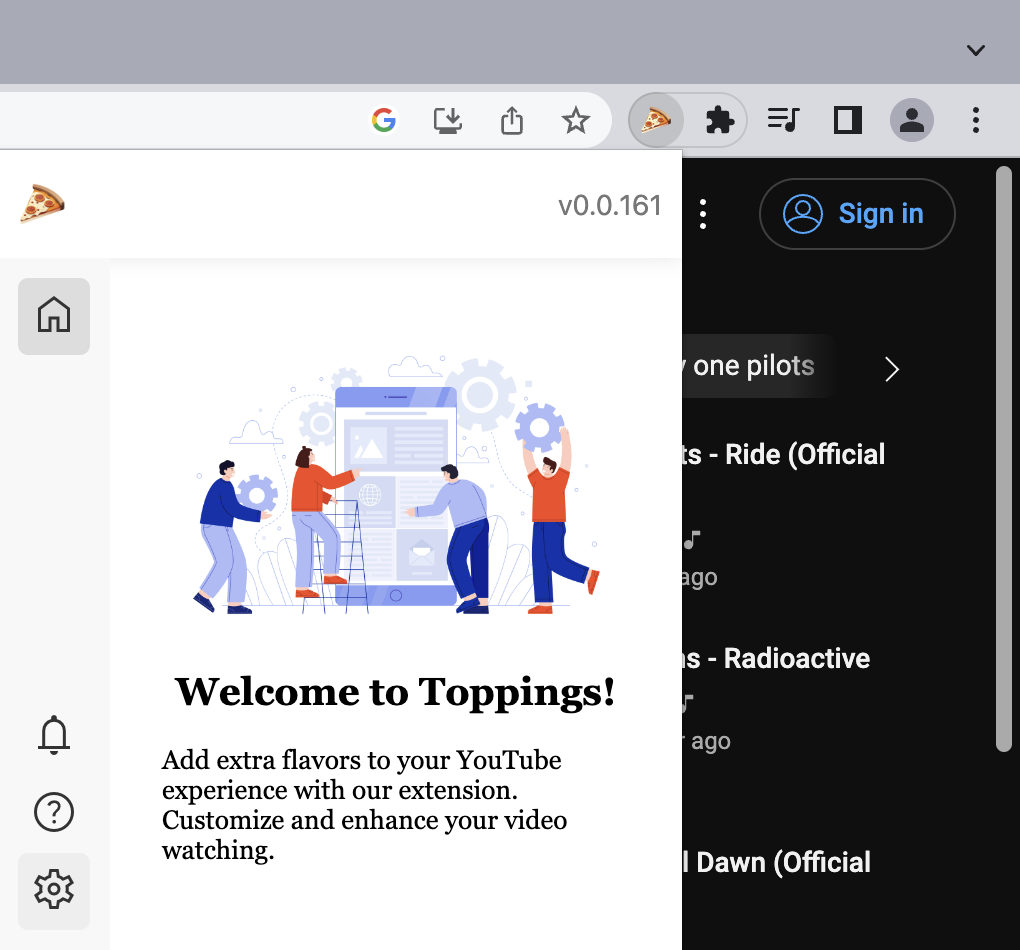 v0.0.161
Sign in
one pilots
ts - Ride (Official
ago
ns - Radioactive
ago
Welcome to Toppings!
Add extra flavors to your YouTube
experience with our extension.
Customize and enhance your video
watching.
l Dawn (Official